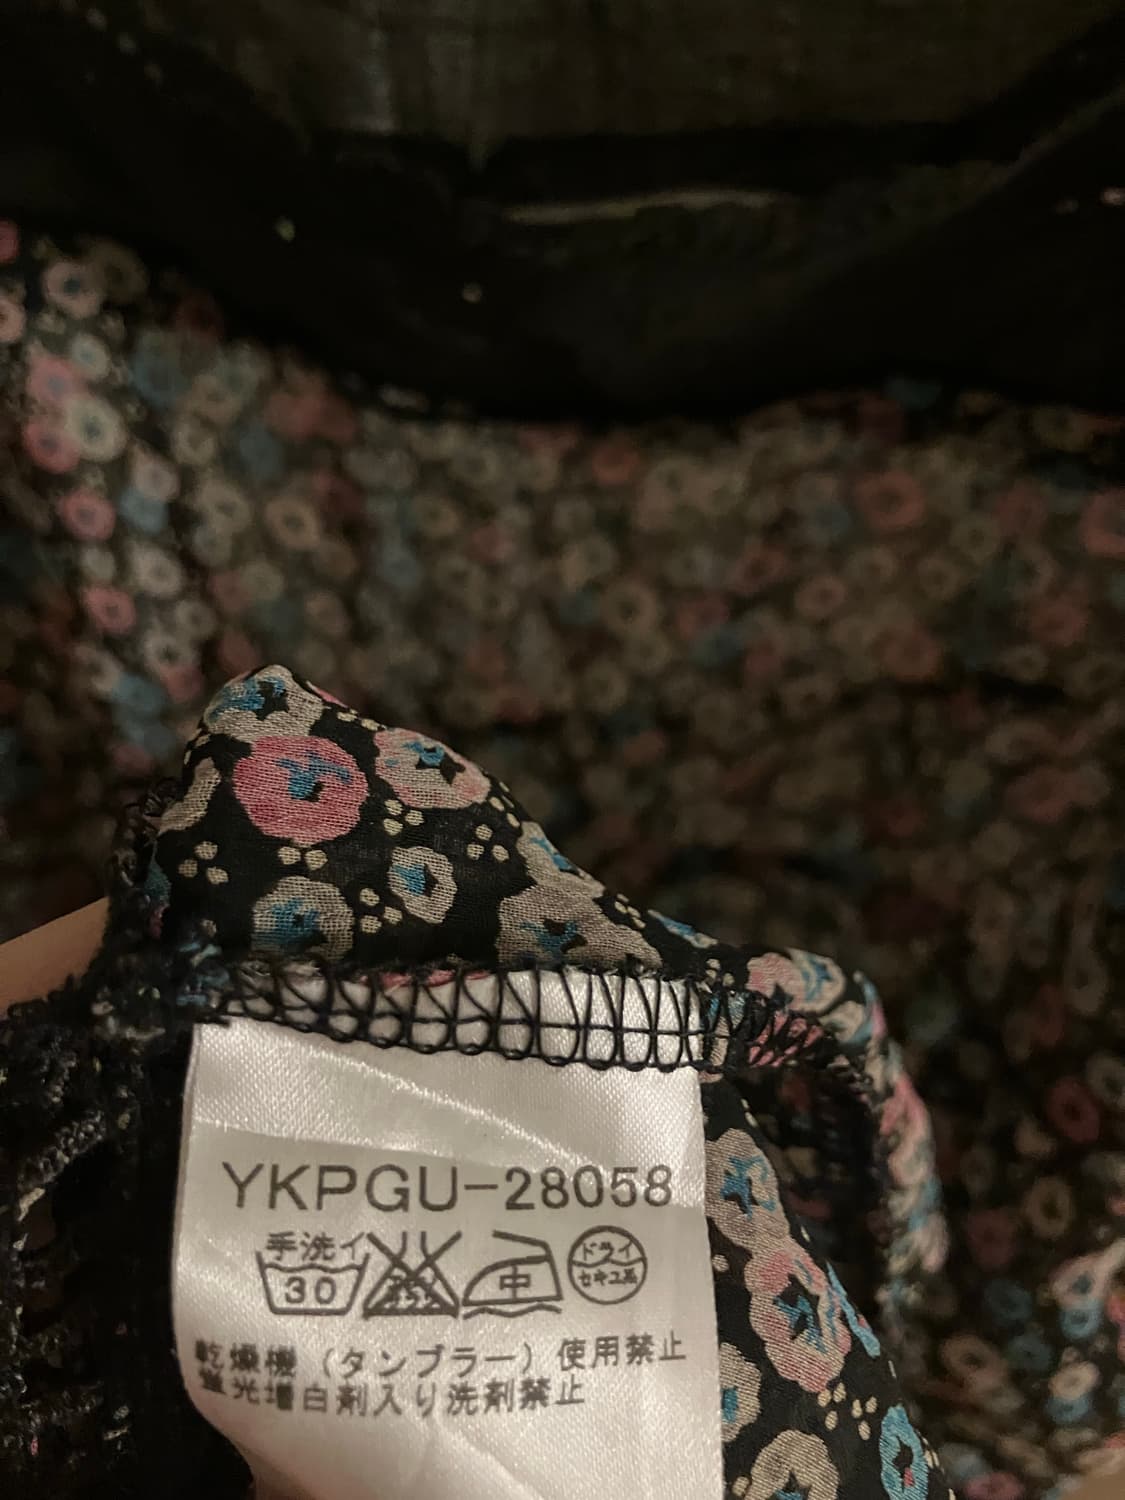 YKPGU-28058
手洗イ 中 ドライ
30 セキユ系
乾燥機（タンブラー）使用禁止
蛍光増白剤入り洗剤禁止